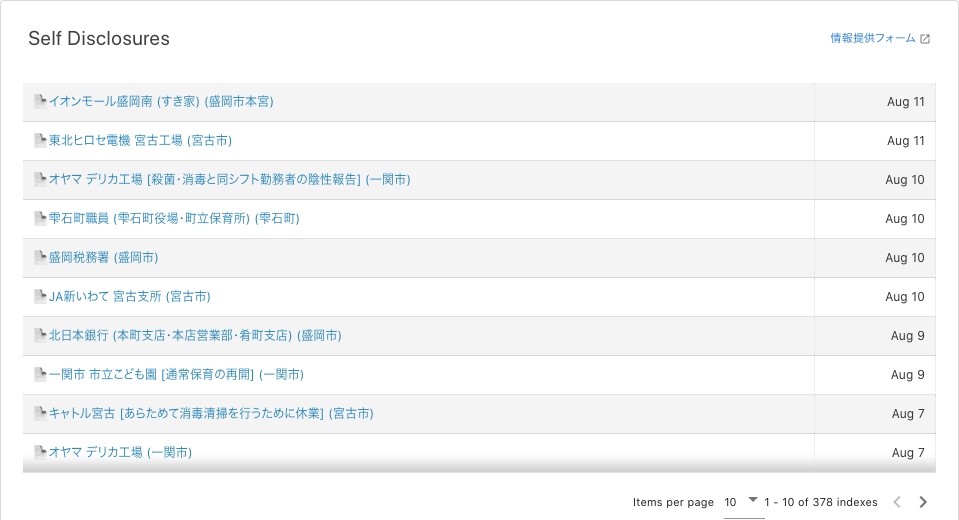 Self Disclosures
情報提供フォーム
イオンモール盛岡南 (すき家) (盛岡市本宮) Aug 11
東北ヒロセ電機 宮古工場 (宮古市) Aug 11
オヤマ デリカ工場 [殺菌・消毒と同シフト勤務者の陰性報告] (一関市) Aug 10
雫石町職員 (雫石町役場・町立保育所) (雫石町) Aug 10
盛岡税務署 (盛岡市) Aug 10
JA新いわて 宮古支所 (宮古市) Aug 10
北日本銀行 (本町支店・本店営業部・肴町支店) (盛岡市) Aug 9
一関市 市立こども園 [通常保育の再開] (一関市) Aug 9
キャトル宮古 [あらためて消毒清掃を行うために休業] (宮古市) Aug 7
オヤマ デリカ工場 (一関市) Aug 7
Items per page 10 1 - 10 of 378 indexes